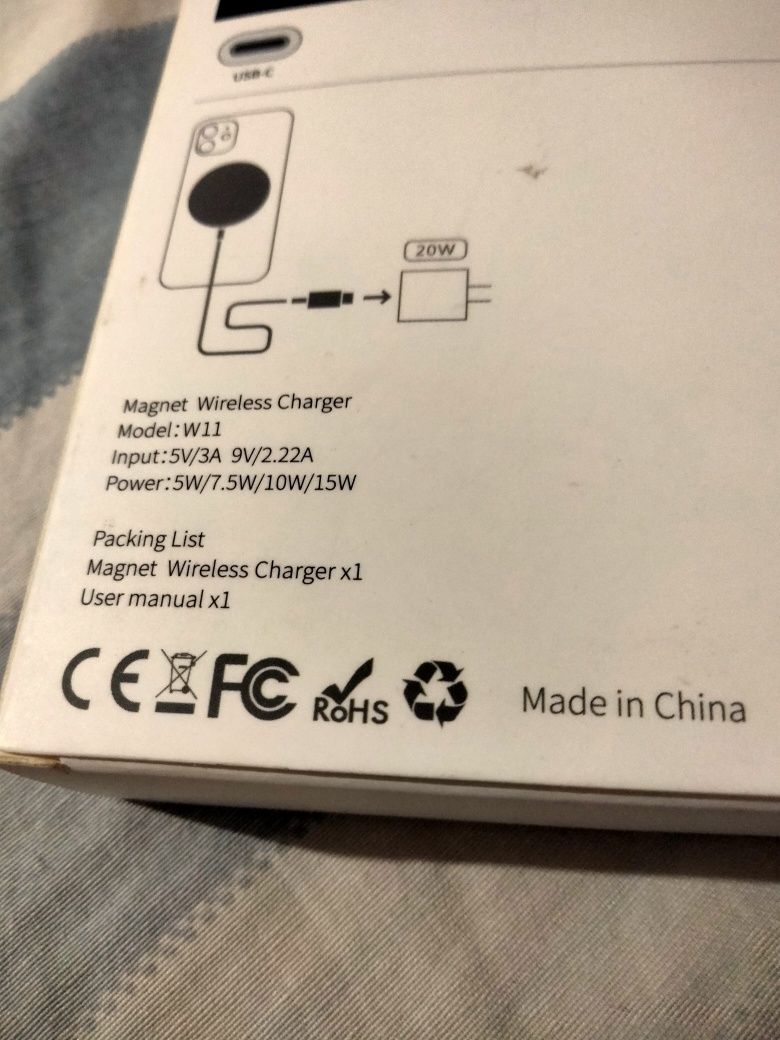 USB-C
20W
Magnet Wireless Charger
Model:W11
Input:5V/3A 9V/2.22A
Power:5W/7.5W/10W/15W
Packing List
Magnet Wireless Charger x1
User manual x1
CE FC RoHS Made in China